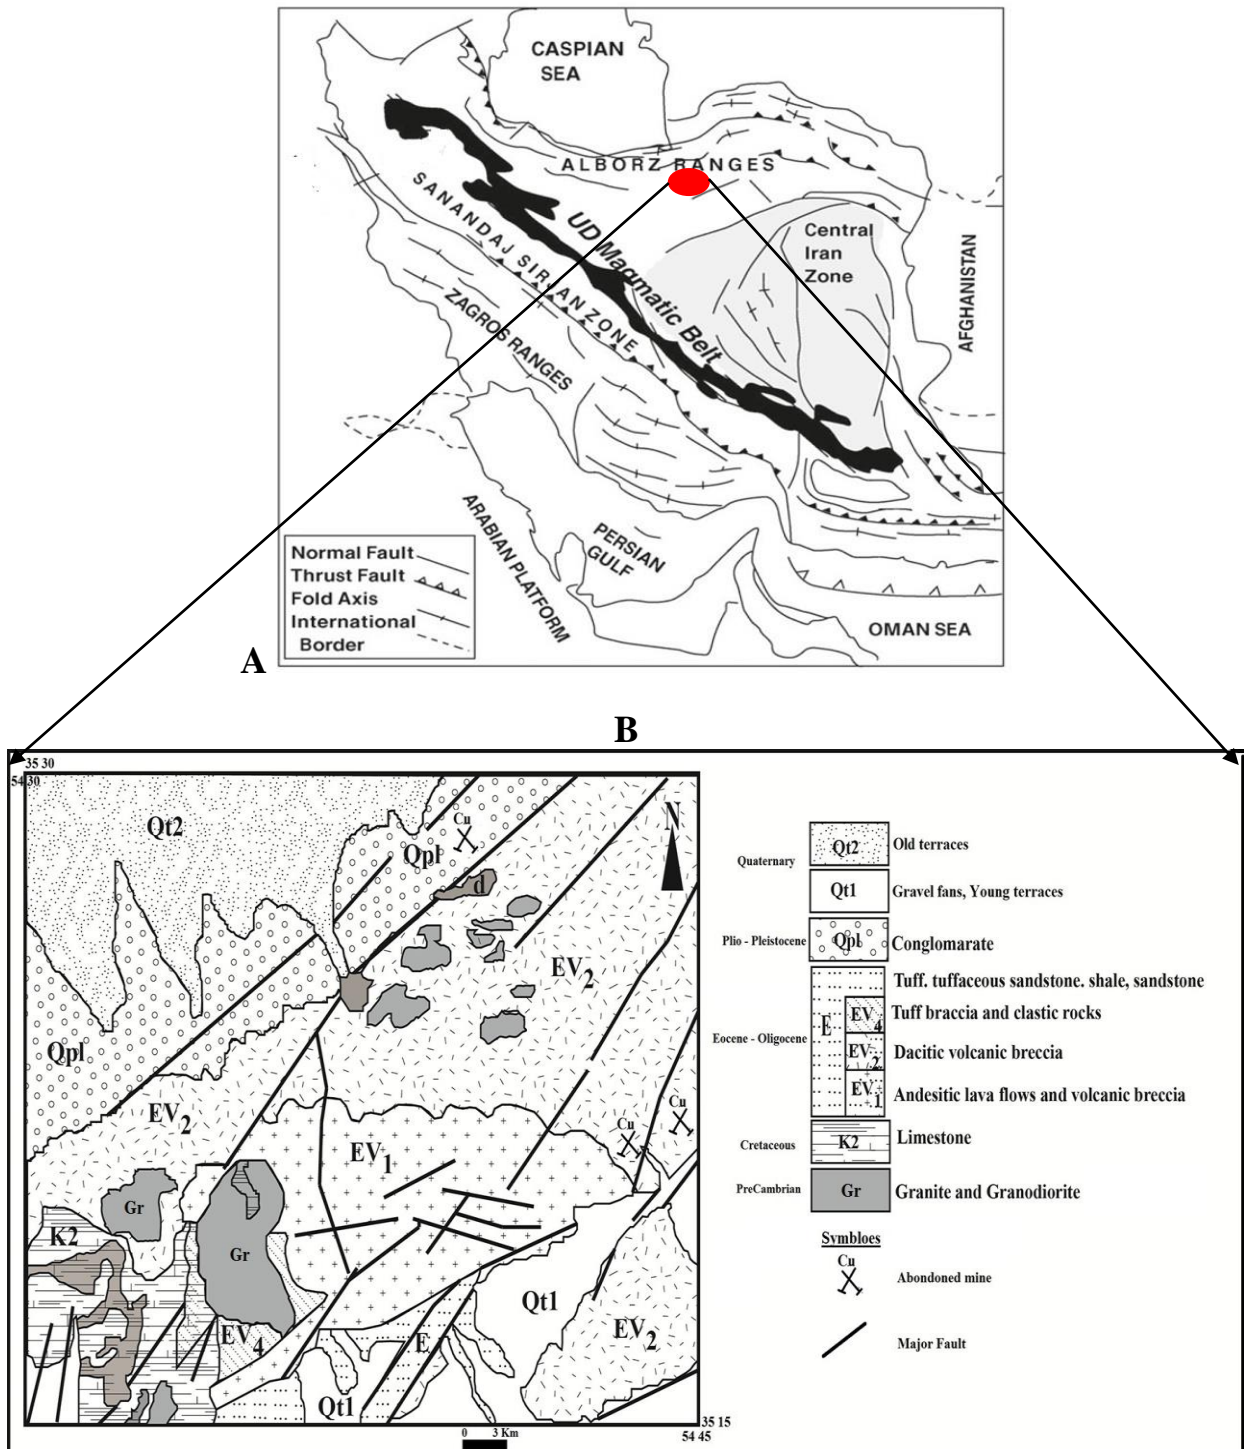 CASPIAN
SEA
ALBORZ RANGES
SANANDAJ SIRJAN ZONE
UD Magmatic Belt
Central
Iran
Zone
AFGHANISTAN
ZAGROS RANGES
ARABIAN PLATFORM
PERSIAN
GULF
OMAN SEA
Normal Fault
Thrust Fault
Fold Axis
International
Border
A
B
35 30
54 30
Qt2
Cu
Qpl
N
d
EV2
Qpl
EV2
Cu
Cu
EV1
Gr
K2
Gr
Qt1
EV4
E
EV2
Qt1
35 15
54 45
0 3 Km
Quaternary
Qt2 Old terraces
Qt1 Gravel fans, Young terraces
Plio - Pleistocene Qpl Conglomarate
Tuff. tuffaceous sandstone. shale, sandstone
EV4 Tuff braccia and clastic rocks
Eocene - Oligocene E
EV2 Dacitic volcanic breccia
EV1 Andesitic lava flows and volcanic breccia
Cretaceous K2 Limestone
PreCambrian Gr Granite and Granodiorite
Symbloes
Cu
Abondoned mine
Major Fault